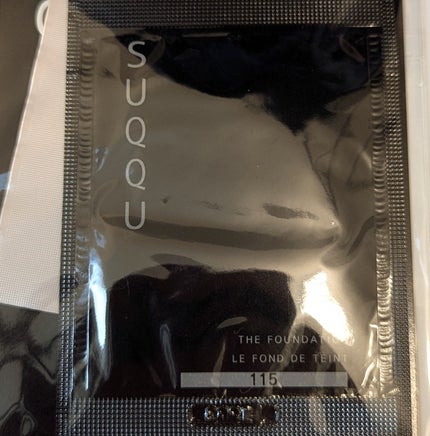 SUQQU
THE FOUNDATION
LE FOND DE TEINT
115